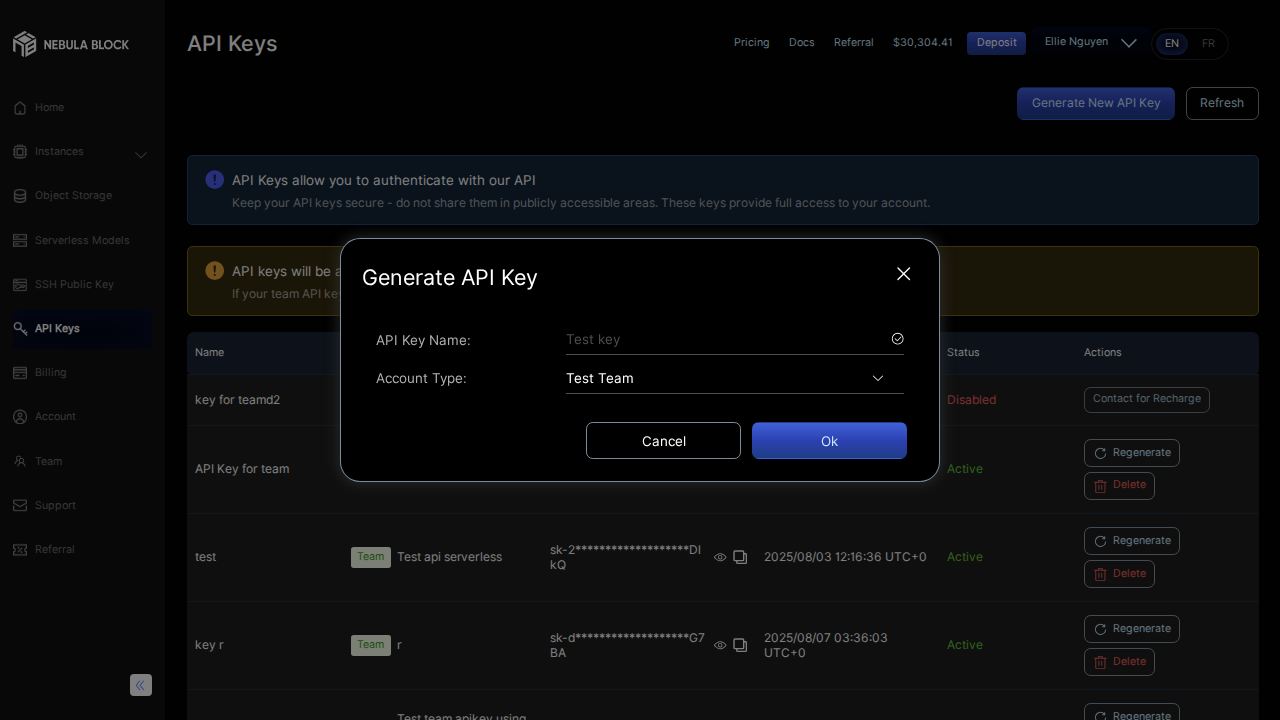 NEBULA BLOCK
API Keys
Pricing
Docs
Referral
$30,304.41
Deposit
Ellie Nguyen
EN
FR
Home
Instances
Object Storage
Serverless Models
SSH Public Key
API Keys
Billing
Account
Team
Support
Referral
Generate New API Key
Refresh
API Keys allow you to authenticate with our API
Keep your API keys secure - do not share them in publicly accessible areas. These keys provide full access to your account.
API keys will be
If your team API
Generate API Key
API Key Name:
Test key
Account Type:
Test Team
Cancel
Ok
Name
Status
Actions
key for teamd2
Disabled
Contact for Recharge
API Key for team
Active
Regenerate
Delete
test
Team
Test api serverless
sk-2*******************DI
kQ
2025/08/03 12:16:36 UTC+0
Active
Regenerate
Delete
key r
Team
r
sk-d*******************G7
BA
2025/08/07 03:36:03
UTC+0
Active
Regenerate
Delete
Test team apikey using
Regenerate